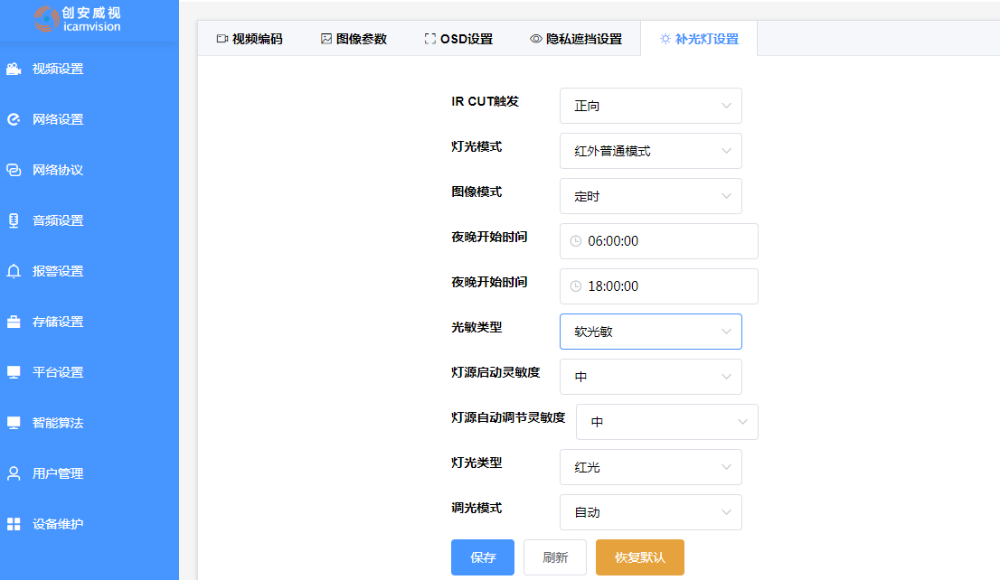 创安威视
icamvision
视频设置
网络设置
网络协议
音频设置
报警设置
存储设置
平台设置
智能算法
用户管理
设备维护
视频编码 图像参数 OSD设置 隐私遮挡设置 补光灯设置
IR CUT触发 正向
灯光模式 红外普通模式
图像模式 定时
夜晚开始时间 06:00:00
夜晚开始时间 18:00:00
光敏类型 软光敏
灯源启动灵敏度 中
灯源自动调节灵敏度 中
灯光类型 红光
调光模式 自动
保存 刷新 恢复默认